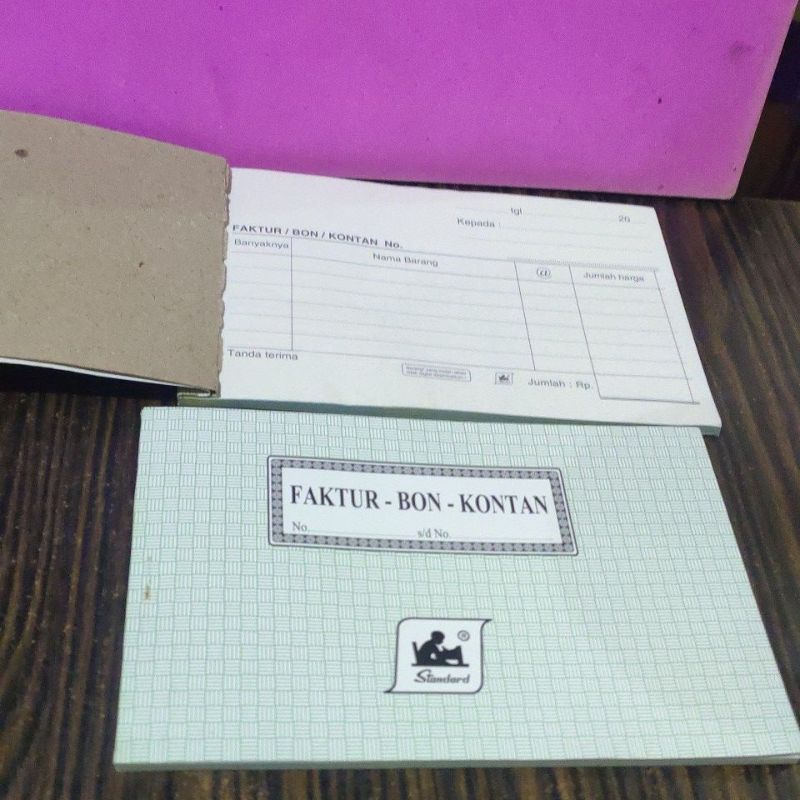 tgl 20
Kepada :
FAKTUR / BON / KONTAN No.
Banyaknya Nama Barang @ Jumlah harga
Tanda terima
Jumlah : Rp.
FAKTUR - BON - KONTAN
No. s/d No.
®
Standard